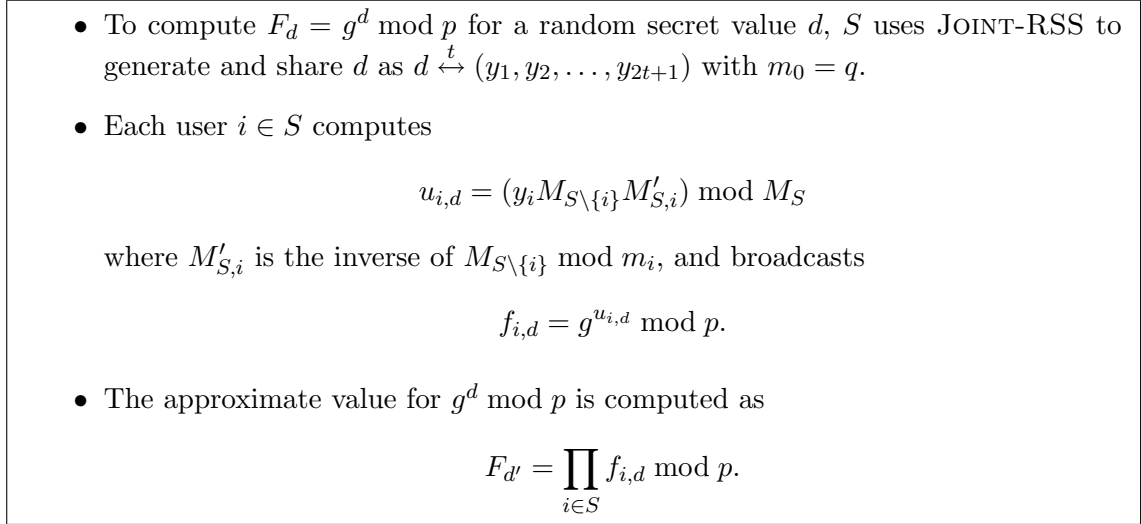 • To compute F_d = g^d mod p for a random secret value d, S uses JOINT-RSS to
generate and share d as d ↔^t (y_1, y_2, . . . , y_{2t+1}) with m_0 = q.
• Each user i ∈ S computes
u_{i,d} = (y_i M_{S\{i}} M′_{S,i}) mod M_S
where M′_{S,i} is the inverse of M_{S\{i}} mod m_i, and broadcasts
f_{i,d} = g^{u_{i,d}} mod p.
• The approximate value for g^d mod p is computed as
F_{d′} = ∏_{i∈S} f_{i,d} mod p.